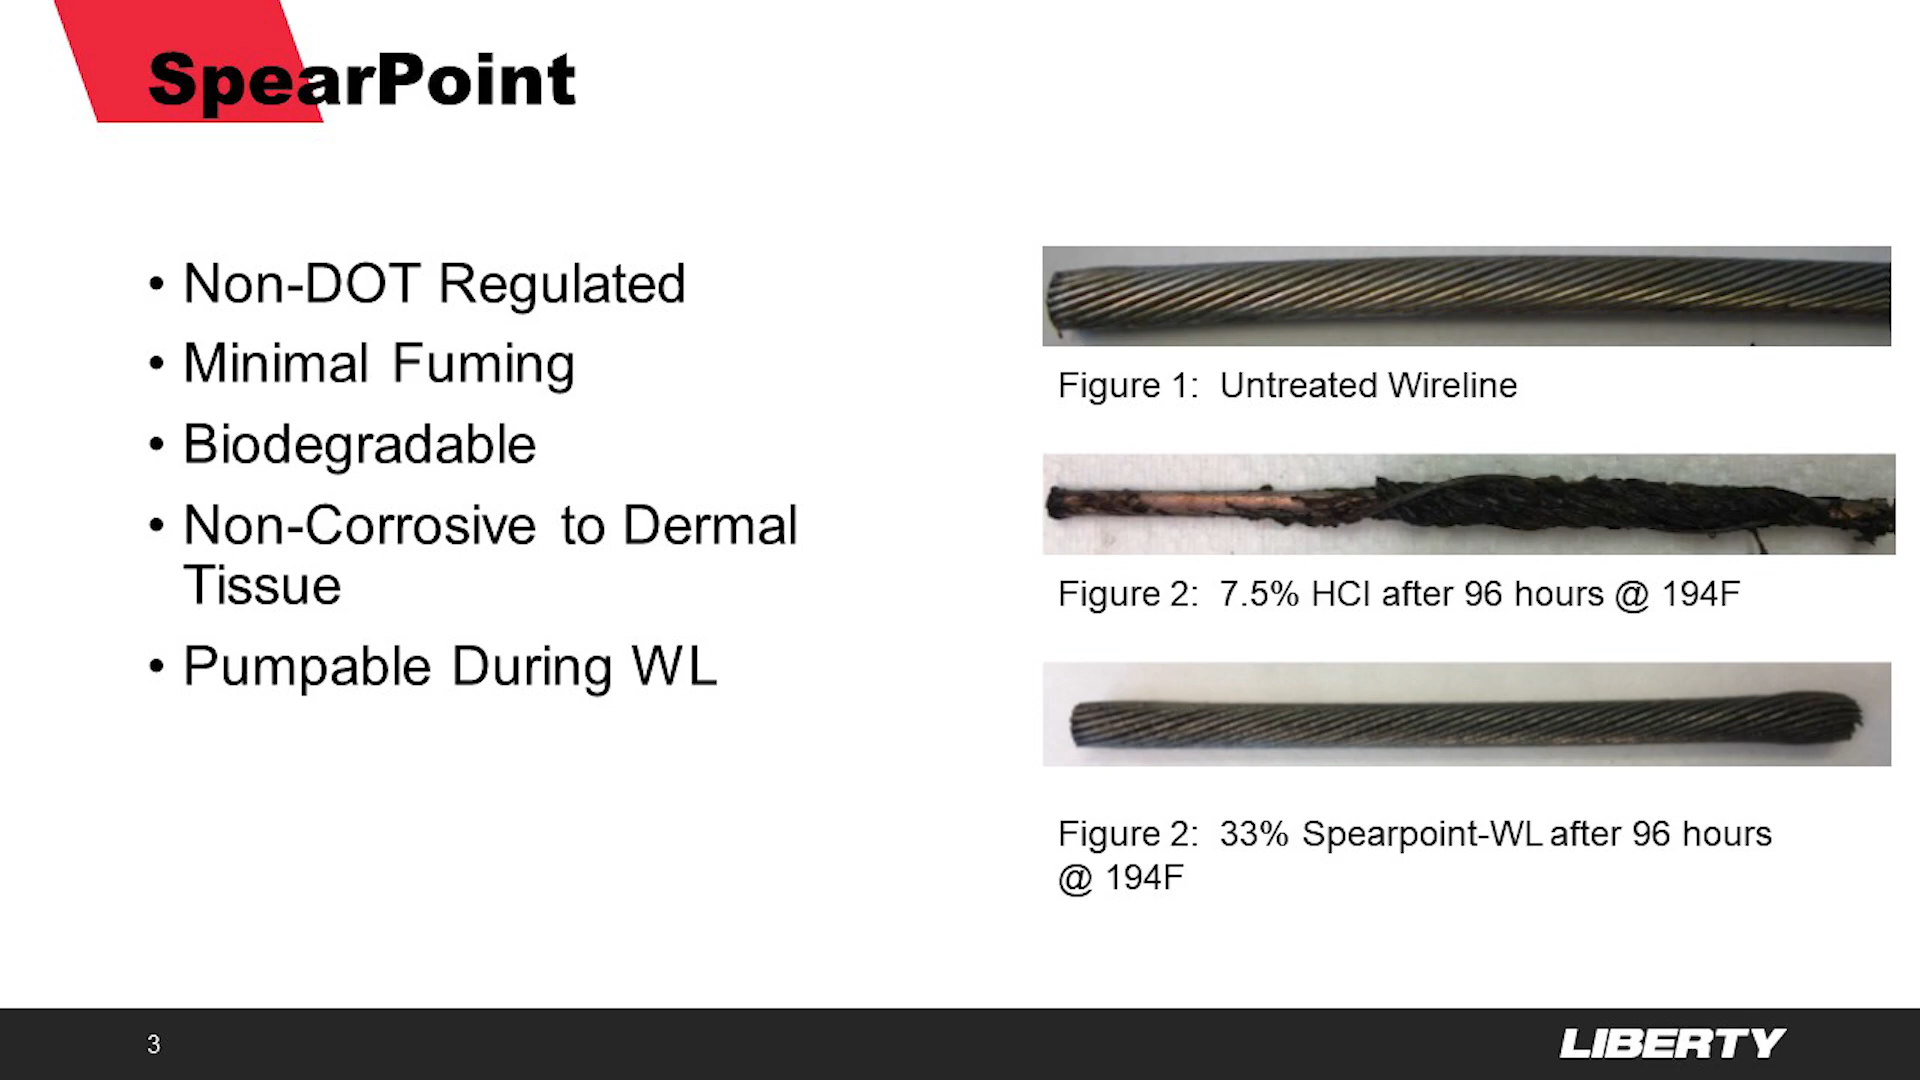 SpearPoint
• Non-DOT Regulated
• Minimal Fuming
• Biodegradable
• Non-Corrosive to Dermal
Tissue
• Pumpable During WL
Figure 1: Untreated Wireline
Figure 2: 7.5% HCl after 96 hours @ 194F
Figure 2: 33% Spearpoint-WL after 96 hours
@ 194F
3
LIBERTY